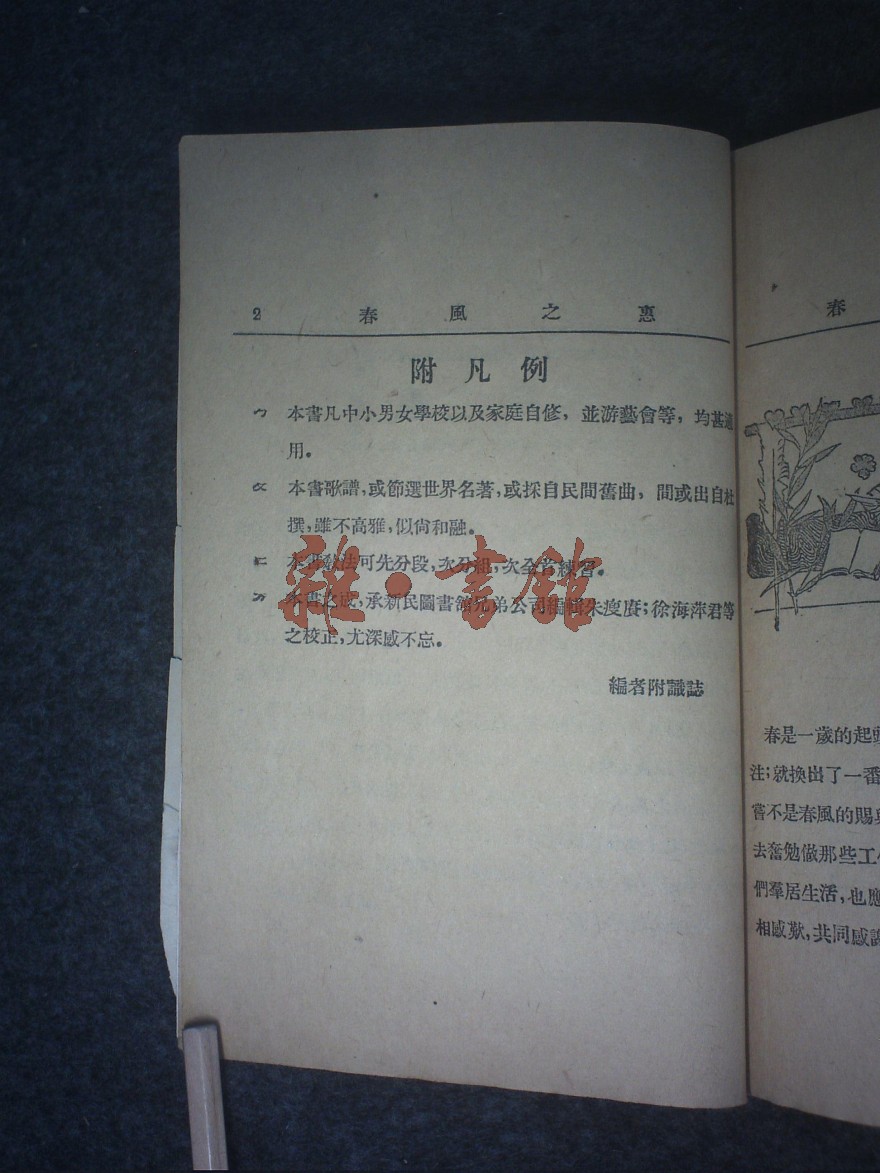 2 春風之惠
附凡例
ㄅ 本書凡中小男女學校以及家庭自修，並游藝會等，均甚適
用。
ㄆ 本書歌譜，或節選世界名著，或採自民間舊曲，間或出自杜
撰，雖不高雅，似尙和融。
ㄈ 本書敎法可先分段，次分組，次全首練習。
ㄉ 本書之成，承新民圖書館兄弟公司編輯朱瘦廎；徐海萍君等
之校正，尤深感不忘。
編者附識誌
雜·書館
春
春是一歲的起
注；就換出了一番
嘗不是春風的賜
去奮勉做那些工
們羣居生活，也應
相感歎，共同感